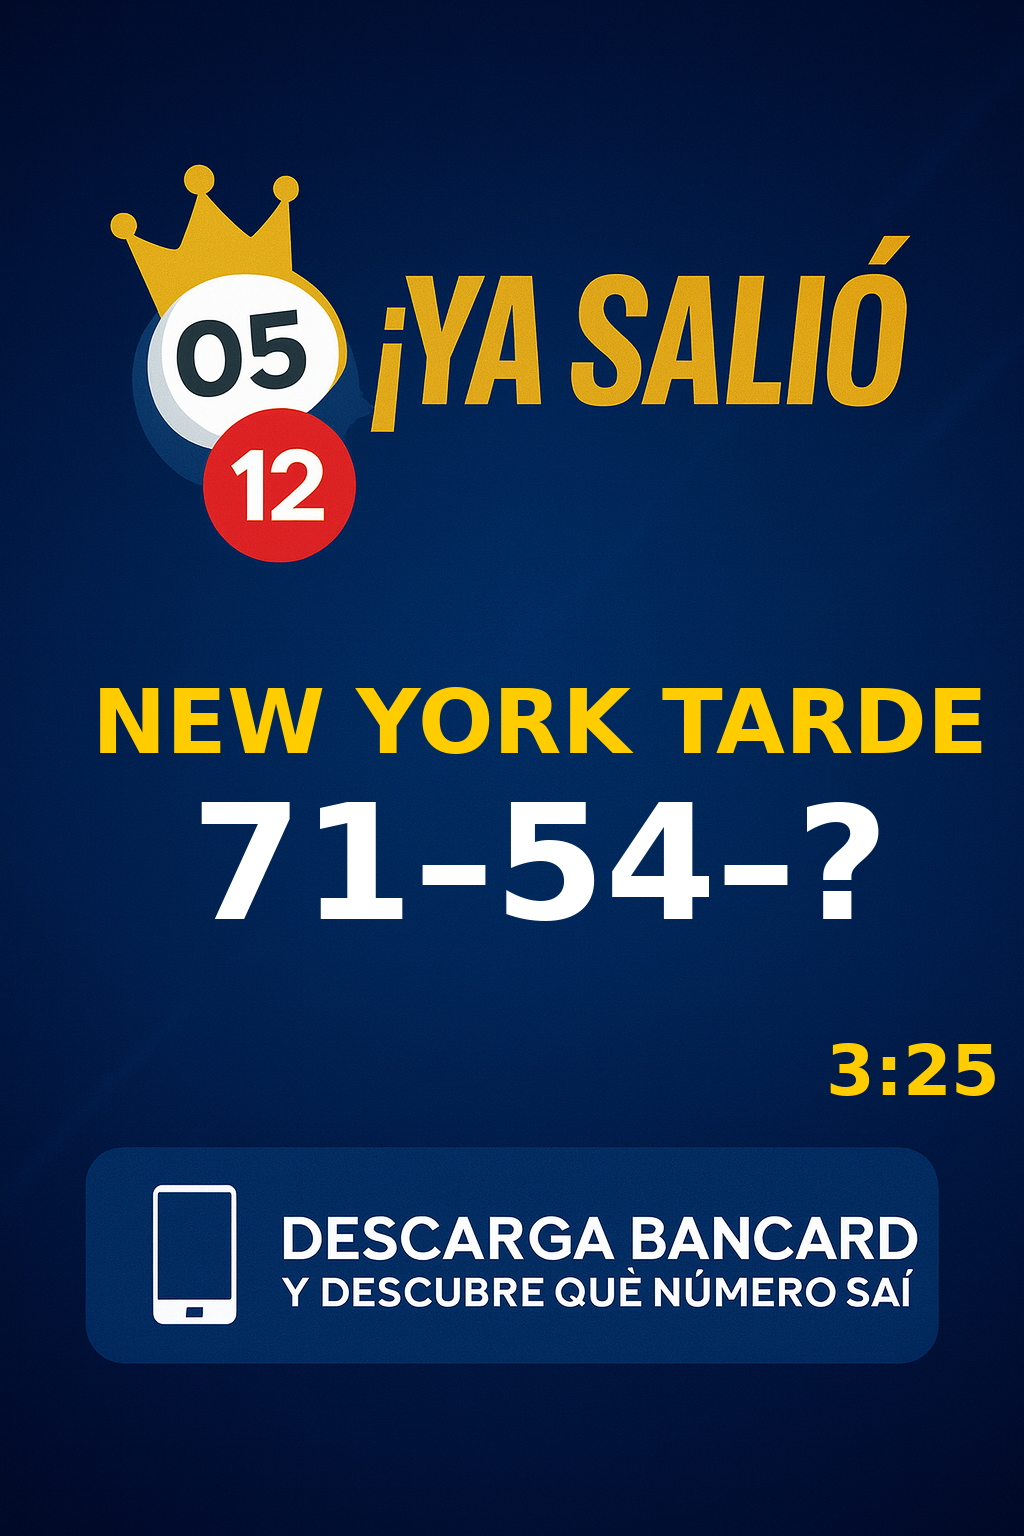 05
12
¡YA SALIÓ
NEW YORK TARDE
71–54–?
3:25
DESCARGA BANCARD
Y DESCUBRE QUÈ NÚMERO SAÍ